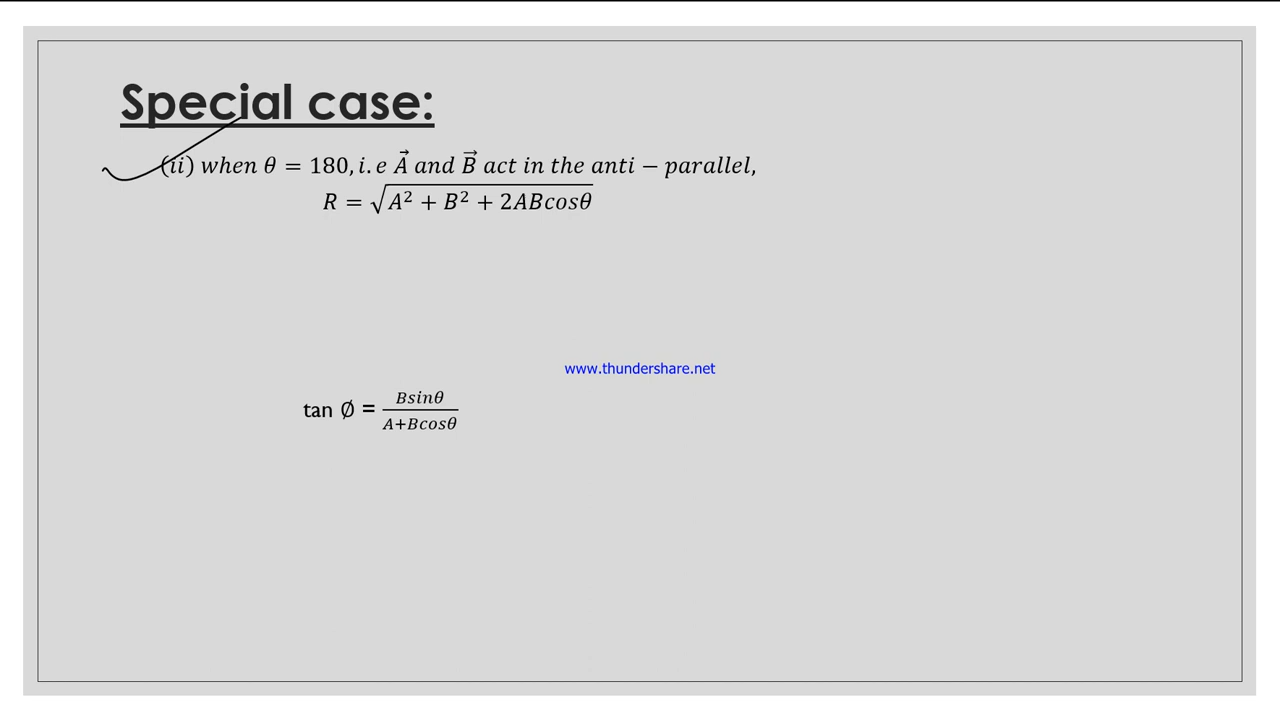 Special case:
(ii) when θ = 180, i.e A⃗ and B⃗ act in the anti − parallel,
R = √A² + B² + 2ABcosθ
www.thundershare.net
tan ∅ = Bsinθ / A+Bcosθ